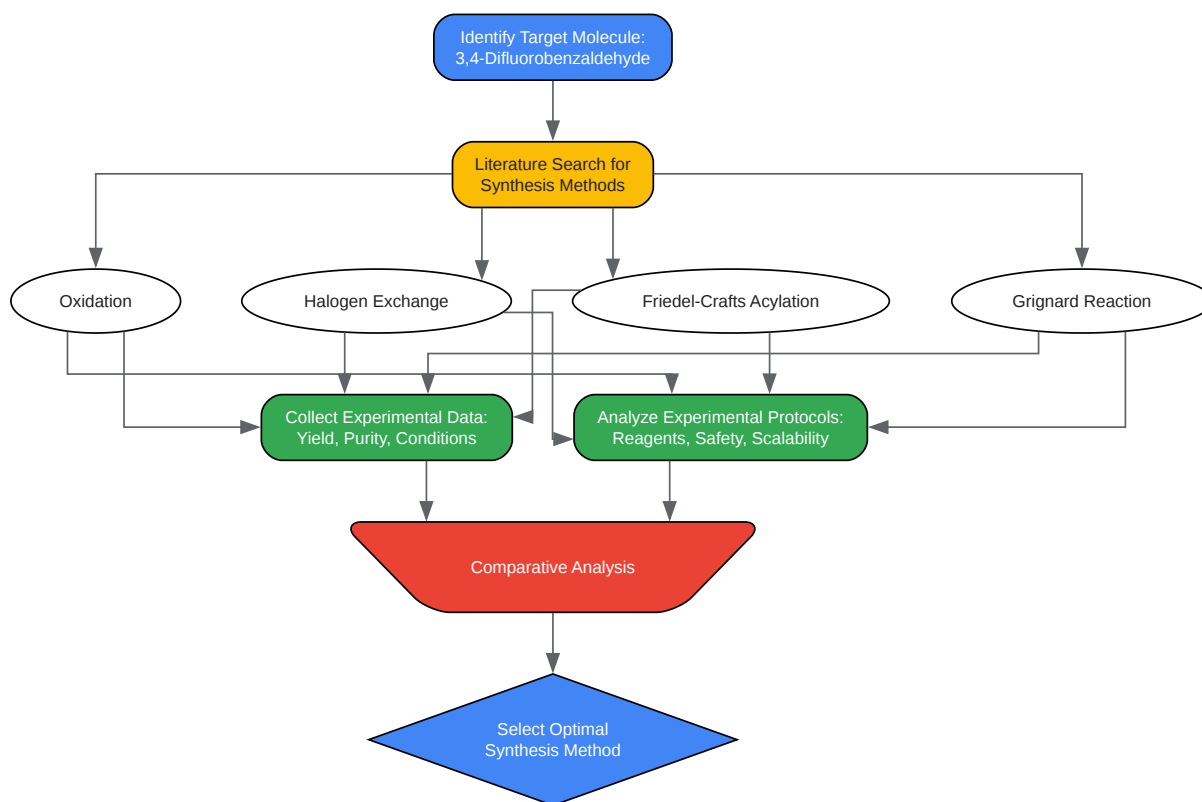 Identify Target Molecule:
3,4-Difluorobenzaldehyde
Literature Search for
Synthesis Methods
Oxidation
Halogen Exchange
Friedel-Crafts Acylation
Grignard Reaction
Collect Experimental Data:
Yield, Purity, Conditions
Analyze Experimental Protocols:
Reagents, Safety, Scalability
Comparative Analysis
Select Optimal
Synthesis Method